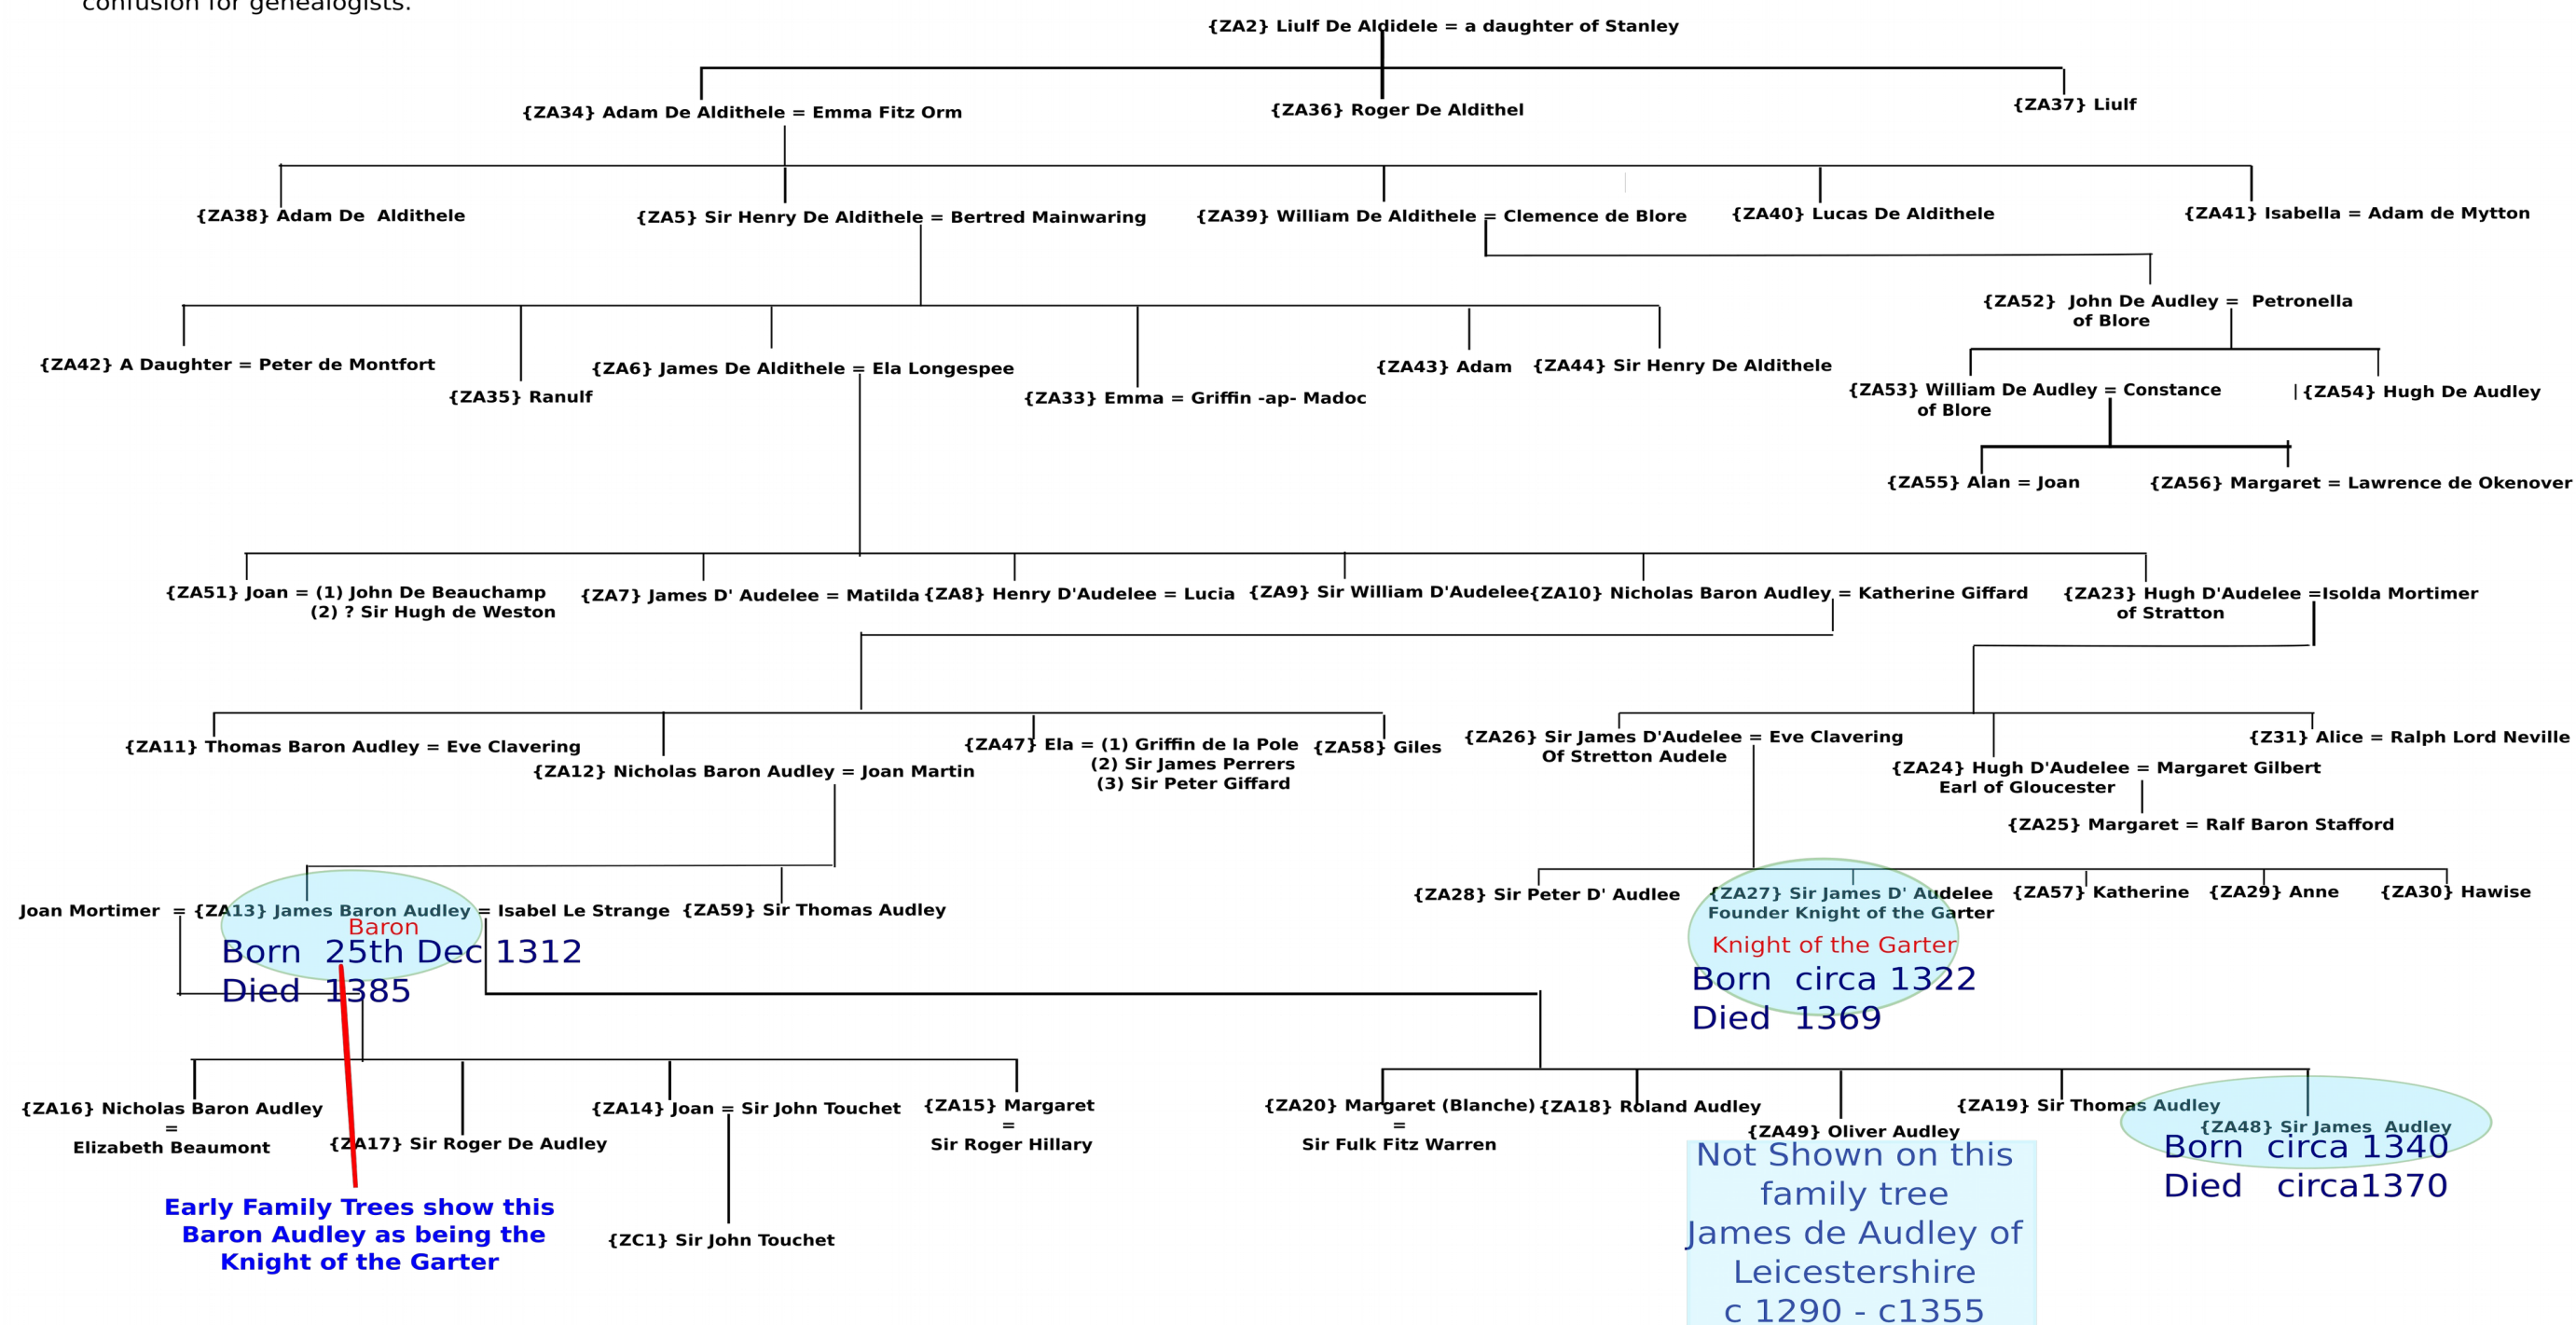 confusion for genealogists.
{ZA2} Liulf De Aldidele = a daughter of Stanley
{ZA34} Adam De Aldithele = Emma Fitz Orm
{ZA36} Roger De Aldithel
{ZA37} Liulf
{ZA38} Adam De  Aldithele
{ZA5} Sir Henry De Aldithele = Bertred Mainwaring
{ZA39} William De Aldithele = Clemence de Blore
{ZA40} Lucas De Aldithele
{ZA41} Isabella = Adam de Mytton
{ZA52}  John De Audley =  Petronella
of Blore
{ZA42} A Daughter = Peter de Montfort
{ZA35} Ranulf
{ZA6} James De Aldithele = Ela Longespee
{ZA33} Emma = Griffin -ap- Madoc
{ZA43} Adam
{ZA44} Sir Henry De Aldithele
{ZA53} William De Audley = Constance
of Blore
{ZA54} Hugh De Audley
{ZA55} Alan = Joan
{ZA56} Margaret = Lawrence de Okenover
{ZA51} Joan = (1) John De Beauchamp
(2) ? Sir Hugh de Weston
{ZA7} James D' Audelee = Matilda
{ZA8} Henry D'Audelee = Lucia
{ZA9} Sir William D'Audelee
{ZA10} Nicholas Baron Audley = Katherine Giffard
{ZA23} Hugh D'Audelee =Isolda Mortimer
of Stratton
{ZA11} Thomas Baron Audley = Eve Clavering
{ZA12} Nicholas Baron Audley = Joan Martin
{ZA47} Ela = (1) Griffin de la Pole
(2) Sir James Perrers
(3) Sir Peter Giffard
{ZA58} Giles
{ZA26} Sir James D'Audelee = Eve Clavering
Of Stretton Audele
{ZA24} Hugh D'Audelee = Margaret Gilbert
Earl of Gloucester
{Z31} Alice = Ralph Lord Neville
{ZA25} Margaret = Ralf Baron Stafford
Joan Mortimer  = {ZA13} James Baron Audley = Isabel Le Strange
Baron
Born  25th Dec 1312
Died  1385
{ZA59} Sir Thomas Audley
{ZA28} Sir Peter D' Audlee
{ZA27} Sir James D' Audelee
Founder Knight of the Garter
Knight of the Garter
Born  circa 1322
Died  1369
{ZA57} Katherine
{ZA29} Anne
{ZA30} Hawise
{ZA16} Nicholas Baron Audley
=
Elizabeth Beaumont
{ZA17} Sir Roger De Audley
{ZA14} Joan = Sir John Touchet
{ZA15} Margaret
=
Sir Roger Hillary
{ZA20} Margaret (Blanche)
=
Sir Fulk Fitz Warren
{ZA18} Roland Audley
{ZA49} Oliver Audley
{ZA19} Sir Thomas Audley
{ZA48} Sir James  Audley
Born  circa 1340
Died   circa1370
Early Family Trees show this
Baron Audley as being the
Knight of the Garter
{ZC1} Sir John Touchet
Not Shown on this
family tree
James de Audley of
Leicestershire
c 1290 - c1355